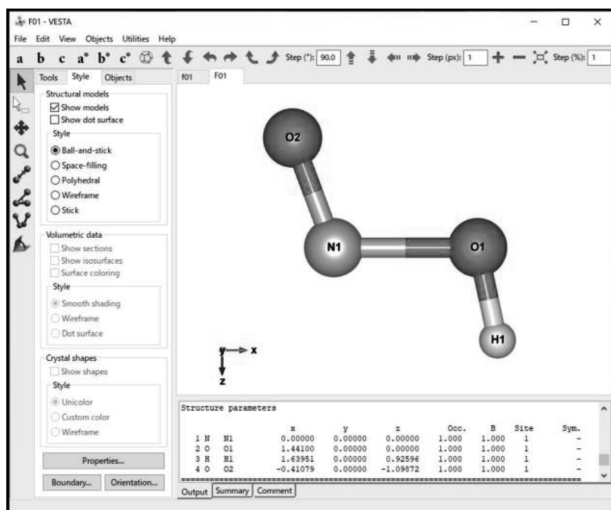 F01 - VESTA
File Edit View Objects Utilities Help
a b c a* b* c* Step (°): 90.0 Step (px): 1 Step (%): 1
Tools Style Objects
f01 F01
Structural models
Show models
Show dot surface
Style
Ball-and-stick
Space-filling
Polyhedral
Wireframe
Stick
Volumetric data
Show sections
Show isosurfaces
Surface coloring
Style
Smooth shading
Wireframe
Dot surface
Crystal shapes
Show shapes
Style
Unicolor
Custom color
Wireframe
Properties...
Boundary... Orientation...
O2
N1 O1
H1
y x
z
Structure parameters
x y z Occ. B Site Sym.
1 N N1 0.00000 0.00000 0.00000 1.000 1.000 1 -
2 O O1 1.44100 0.00000 0.00000 1.000 1.000 1 -
3 H H1 1.63951 0.00000 0.92596 1.000 1.000 1 -
4 O O2 -0.41079 0.00000 -1.09872 1.000 1.000 1 -
Output Summary Comment